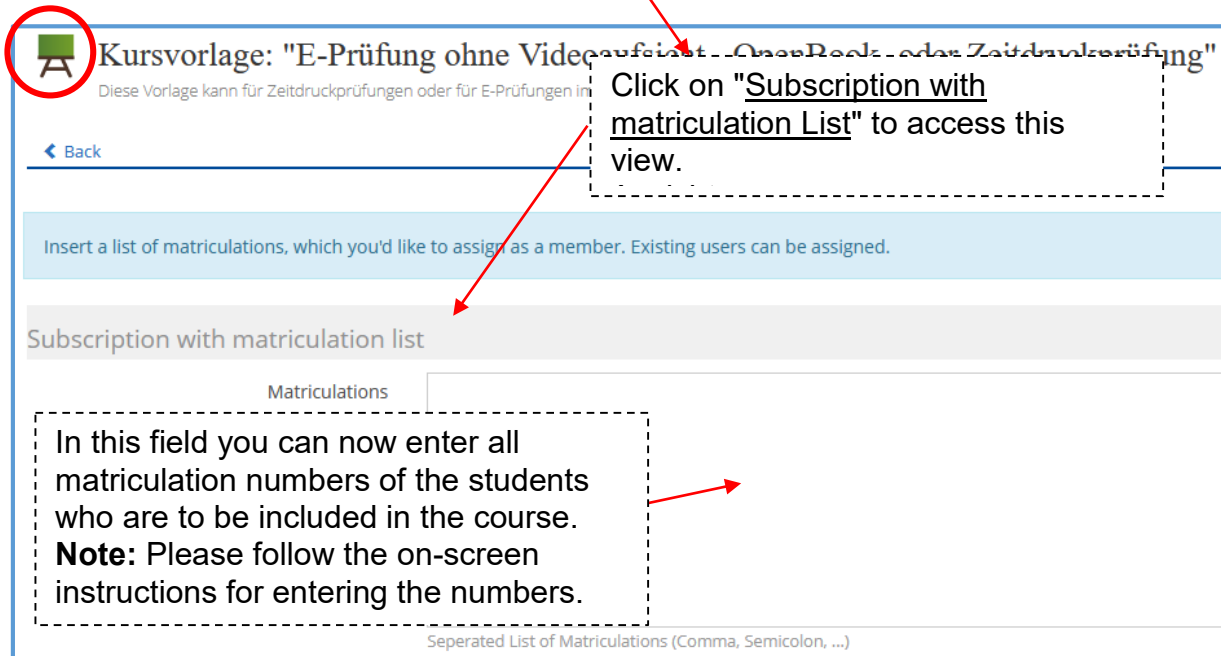 Kursvorlage: "E-Prüfung ohne Videoaufsicht - OpenBook- oder Zeitdruckprüfung"
Diese Vorlage kann für Zeitdruckprüfungen oder für E-Prüfungen im
Click on "Subscription with
matriculation List" to access this
view.
Back
Insert a list of matriculations, which you'd like to assign as a member. Existing users can be assigned.
Subscription with matriculation list
Matriculations
In this field you can now enter all
matriculation numbers of the students
who are to be included in the course.
Note: Please follow the on-screen
instructions for entering the numbers.
Seperated List of Matriculations (Comma, Semicolon, ...)